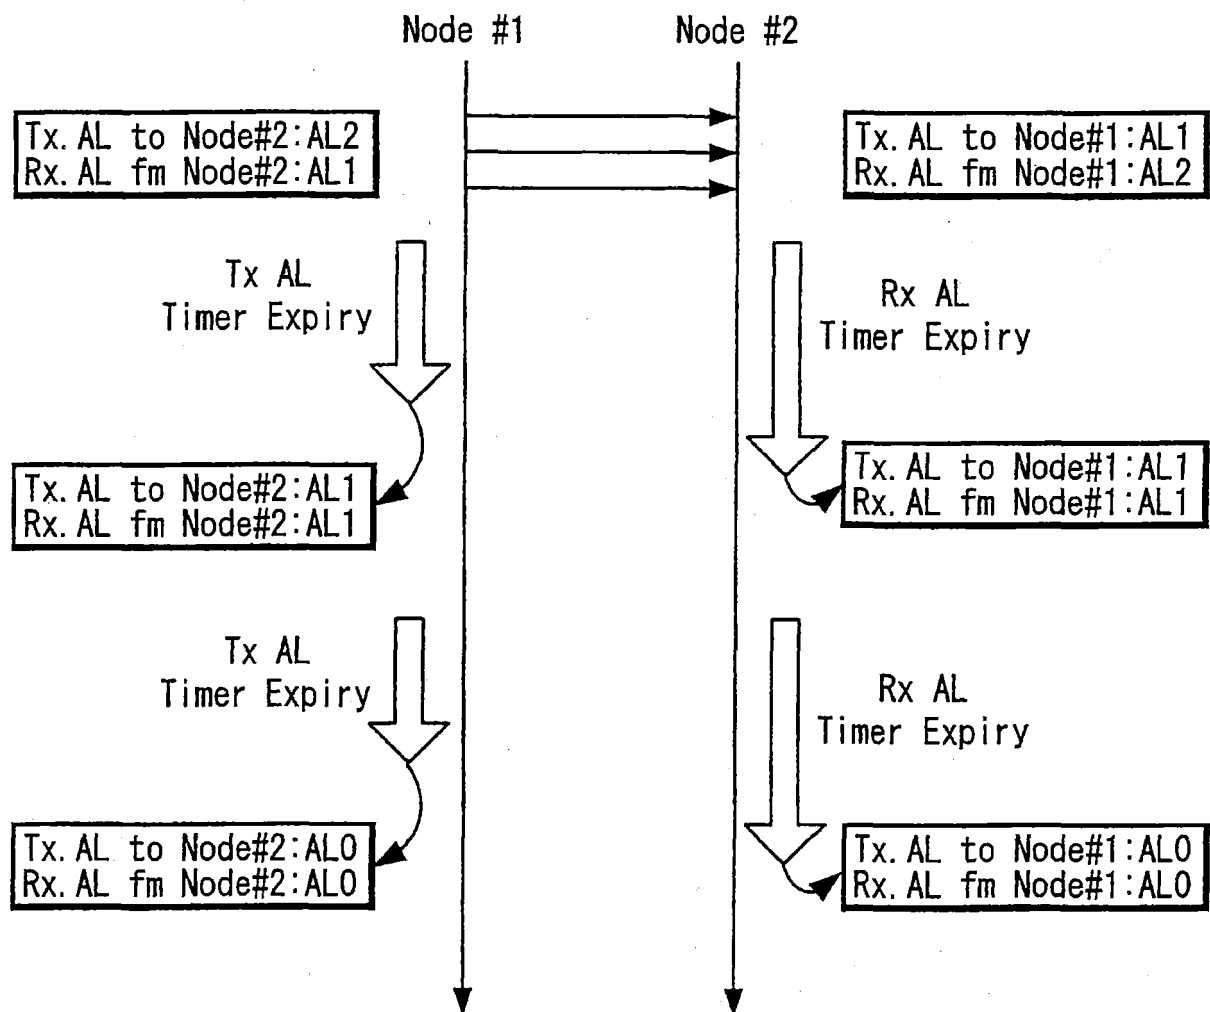 Node #1
Node #2
Tx. AL to Node#2:AL2
Rx. AL fm Node#2:AL1
Tx. AL to Node#1:AL1
Rx. AL fm Node#1:AL2
Tx AL
Timer Expiry
Rx AL
Timer Expiry
Tx. AL to Node#2:AL1
Rx. AL fm Node#2:AL1
Tx. AL to Node#1:AL1
Rx. AL fm Node#1:AL1
Tx AL
Timer Expiry
Rx AL
Timer Expiry
Tx. AL to Node#2:AL0
Rx. AL fm Node#2:AL0
Tx. AL to Node#1:AL0
Rx. AL fm Node#1:AL0